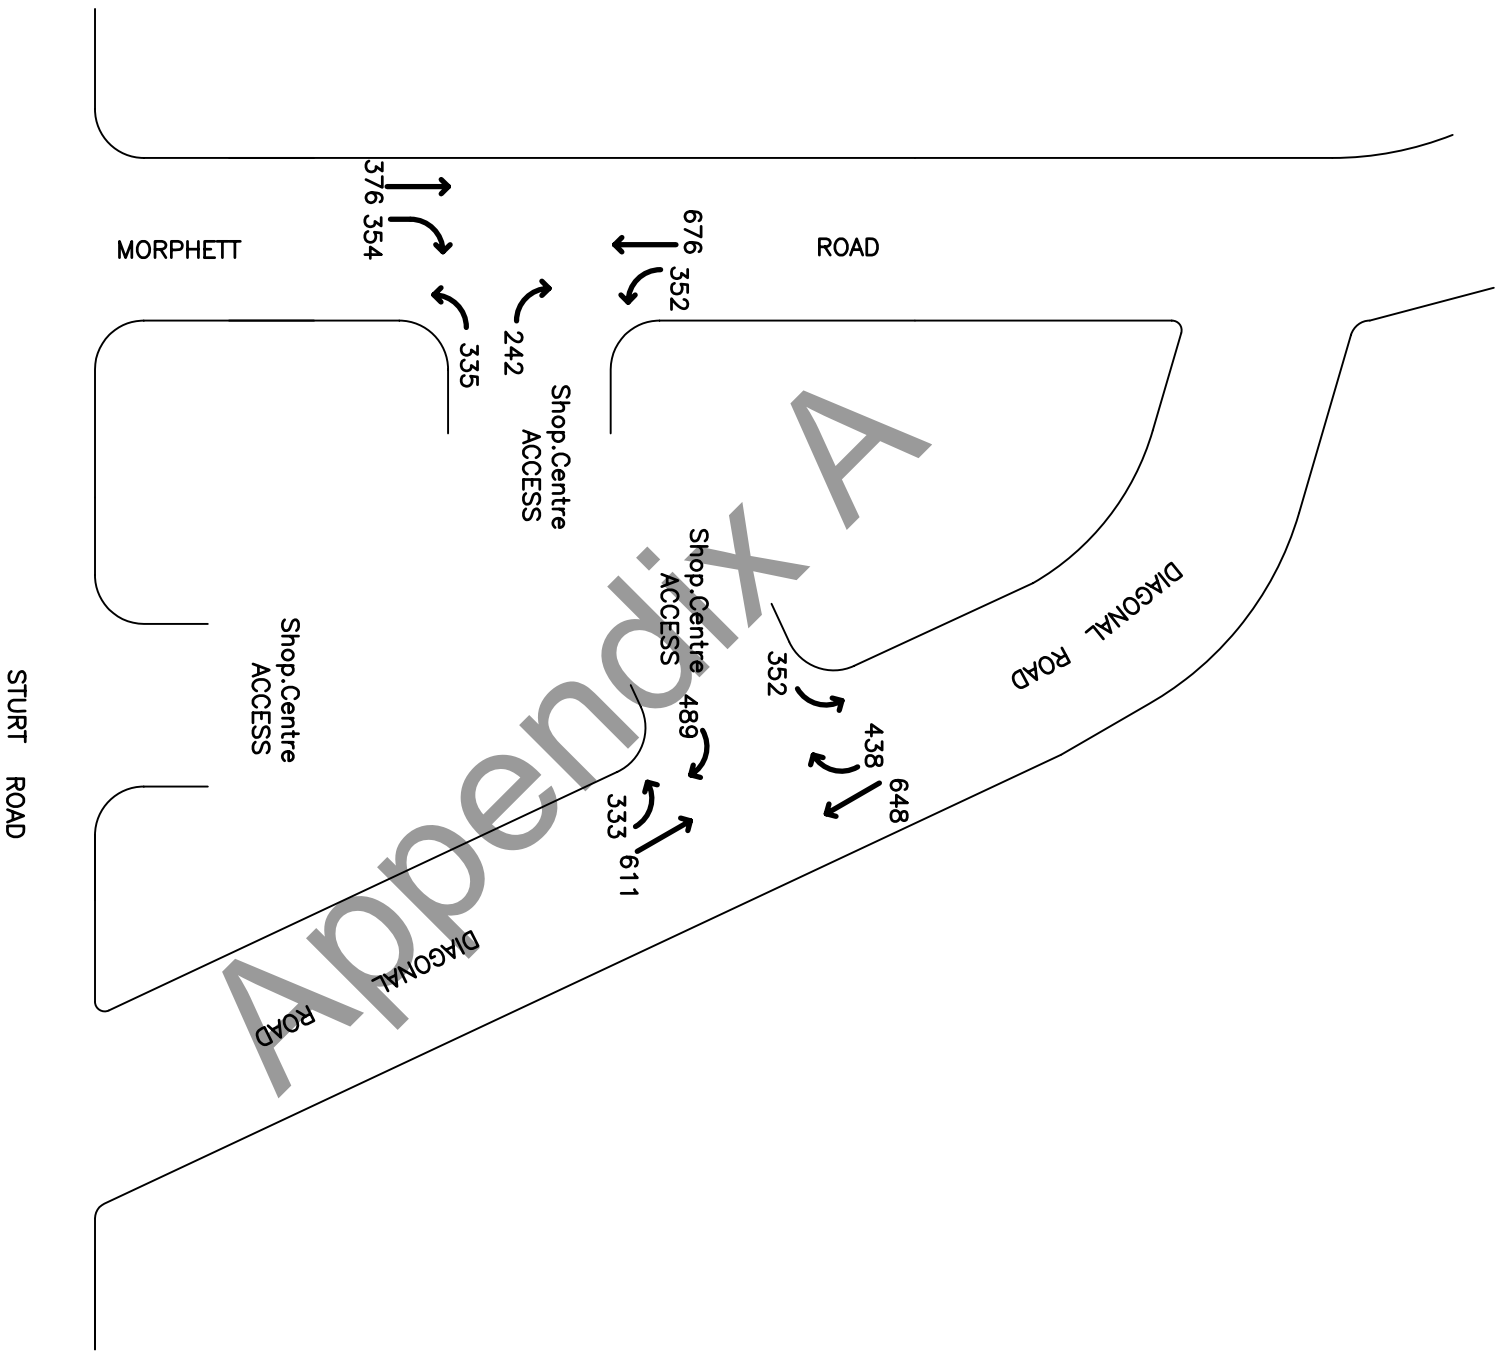 376
354
MORPHETT
676
352
ROAD
335
242
Shop.Centre
ACCESS
Shop.Centre
ACCESS
352
489
438
648
333
611
DIAGONAL ROAD
Shop.Centre
ACCESS
STURT ROAD
DIAGONAL ROAD
Appendix A